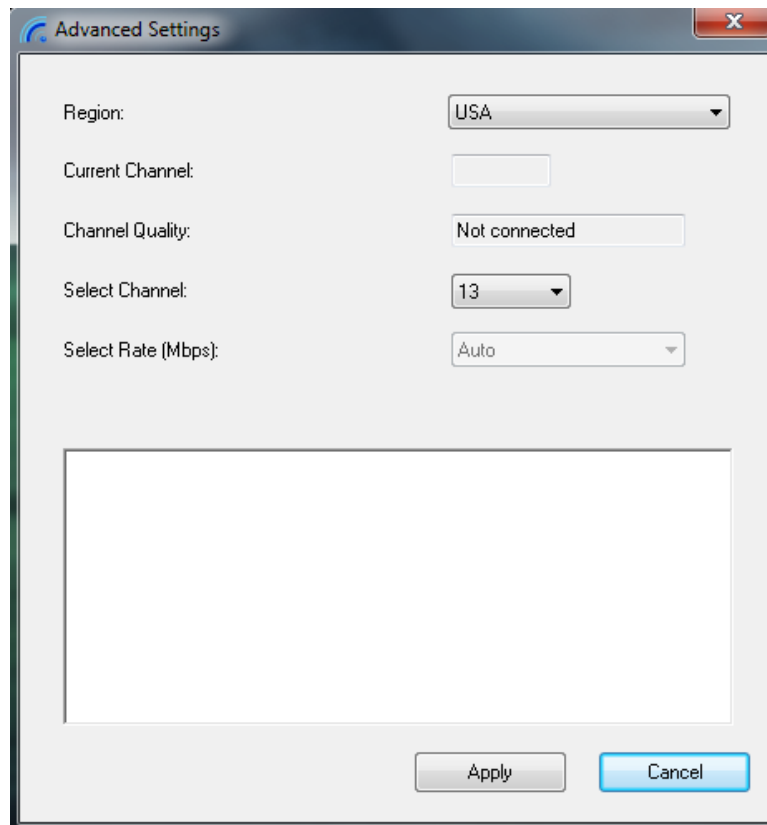 Advanced Settings
Region: USA
Current Channel:
Channel Quality: Not connected
Select Channel: 13
Select Rate (Mbps): Auto
Apply Cancel